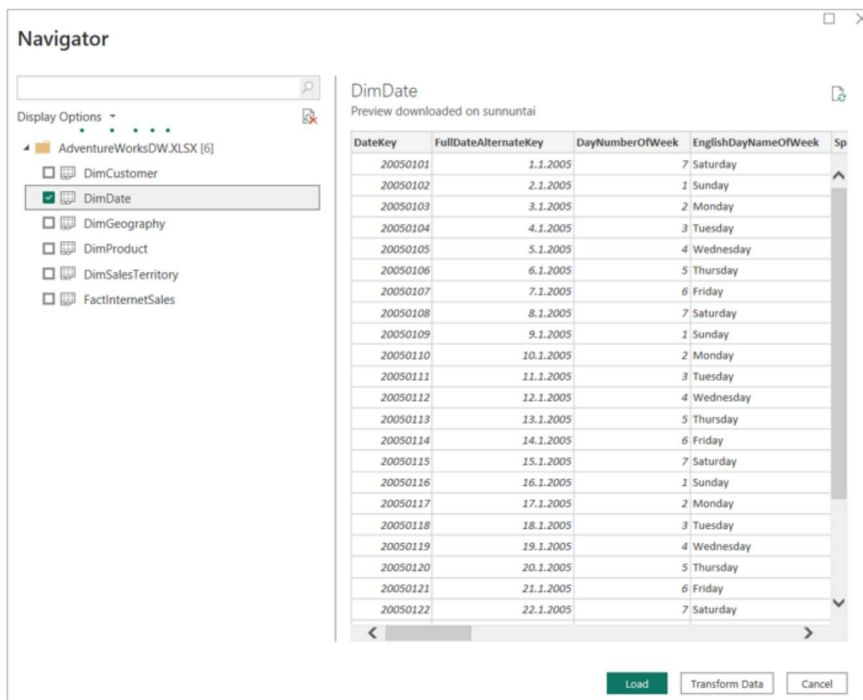 Navigator
Display Options
AdventureWorksDW.XLSX [6]
DimCustomer
DimDate
DimGeography
DimProduct
DimSalesTerritory
FactInternetSales
DimDate
Preview downloaded on sunnuntai
DateKey FullDateAlternateKey DayNumberOfWeek EnglishDayNameOfWeek Sp
20050101 1.1.2005 7 Saturday
20050102 2.1.2005 1 Sunday
20050103 3.1.2005 2 Monday
20050104 4.1.2005 3 Tuesday
20050105 5.1.2005 4 Wednesday
20050106 6.1.2005 5 Thursday
20050107 7.1.2005 6 Friday
20050108 8.1.2005 7 Saturday
20050109 9.1.2005 1 Sunday
20050110 10.1.2005 2 Monday
20050111 11.1.2005 3 Tuesday
20050112 12.1.2005 4 Wednesday
20050113 13.1.2005 5 Thursday
20050114 14.1.2005 6 Friday
20050115 15.1.2005 7 Saturday
20050116 16.1.2005 1 Sunday
20050117 17.1.2005 2 Monday
20050118 18.1.2005 3 Tuesday
20050119 19.1.2005 4 Wednesday
20050120 20.1.2005 5 Thursday
20050121 21.1.2005 6 Friday
20050122 22.1.2005 7 Saturday
Load Transform Data Cancel